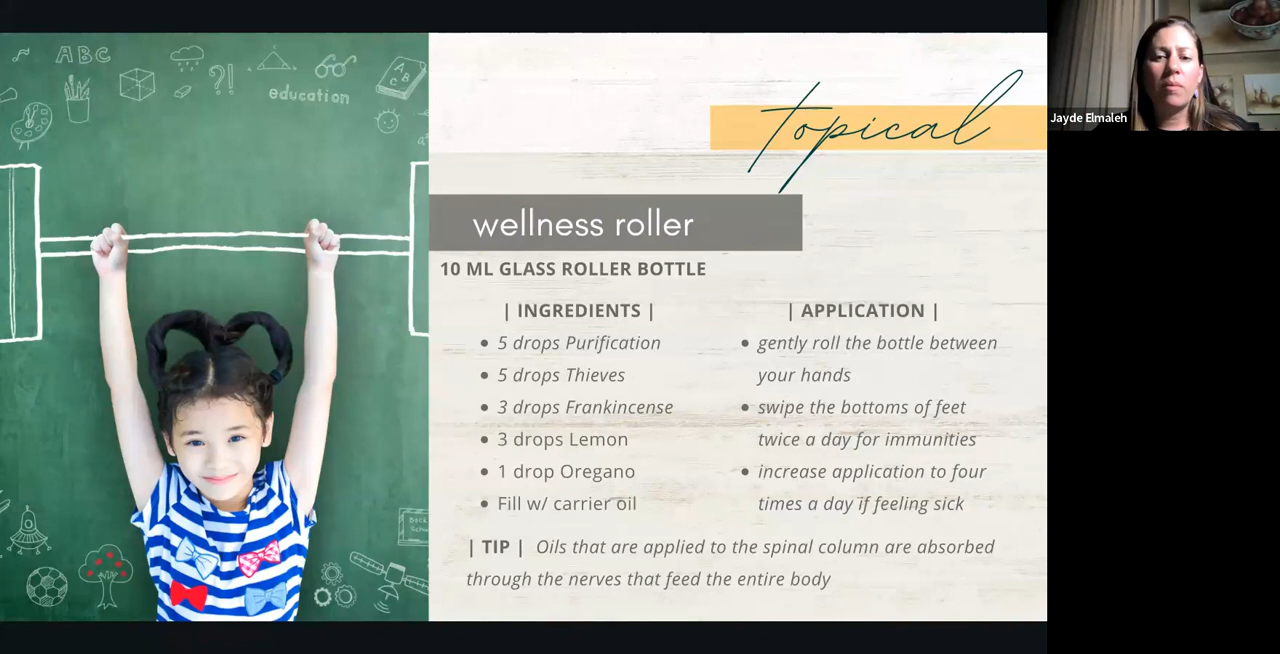 ABC
?!
education
A
B C
topical
wellness roller
10 ML GLASS ROLLER BOTTLE
| INGREDIENTS |
• 5 drops Purification
• 5 drops Thieves
• 3 drops Frankincense
• 3 drops Lemon
• 1 drop Oregano
• Fill w/ carrier oil
| APPLICATION |
• gently roll the bottle between
your hands
• swipe the bottoms of feet
twice a day for immunities
• increase application to four
times a day if feeling sick
| TIP | Oils that are applied to the spinal column are absorbed
through the nerves that feed the entire body
Jayde Elmaleh